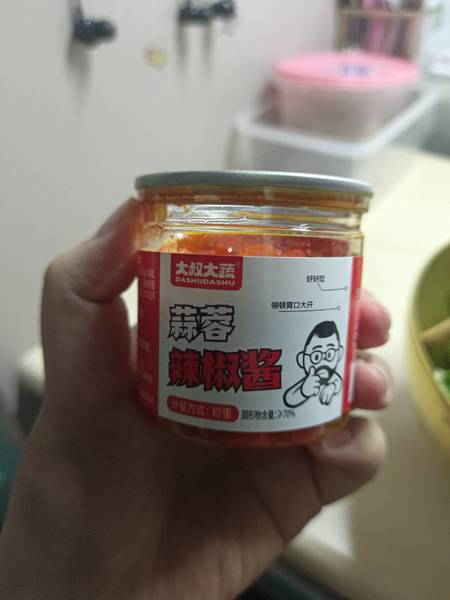 大叔大蔬
DASHUDASHU
好好吃
顿顿胃口大开
蒜蓉
辣椒酱
计量方式:称重
固形物含量:≥70%